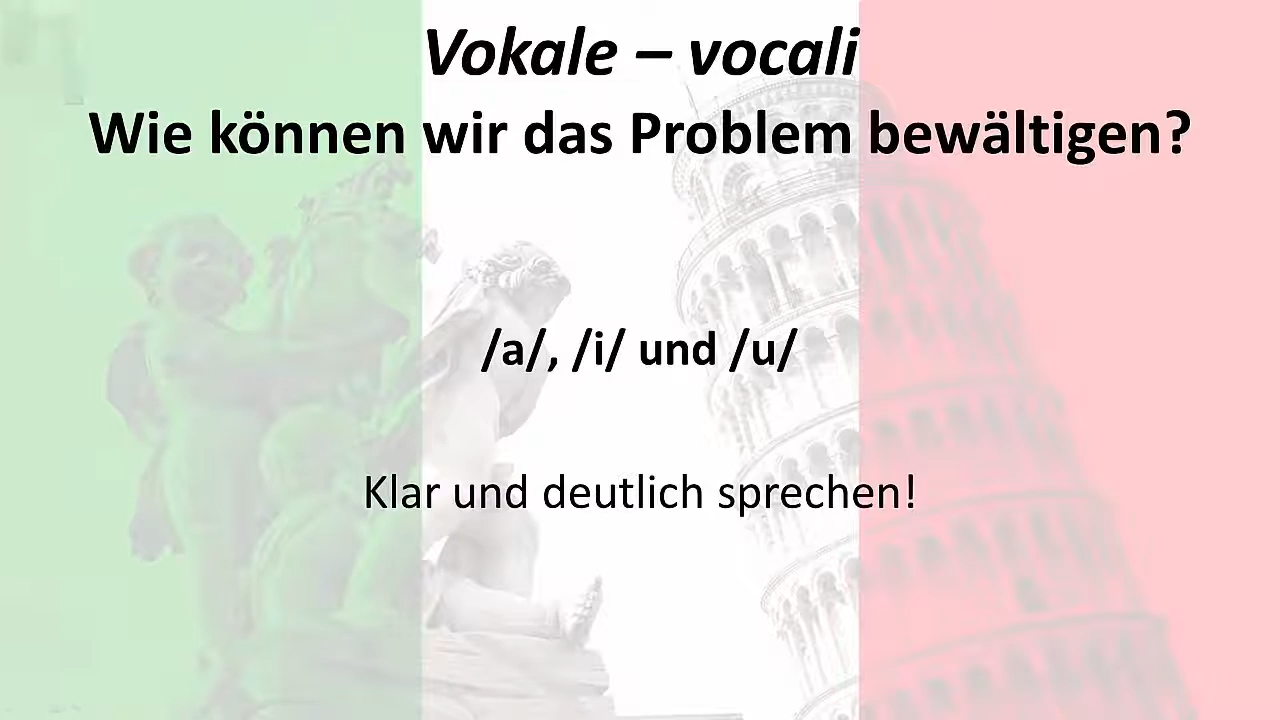 Vokale – vocali
Wie können wir das Problem bewältigen?
/a/, /i/ und /u/
Klar und deutlich sprechen!